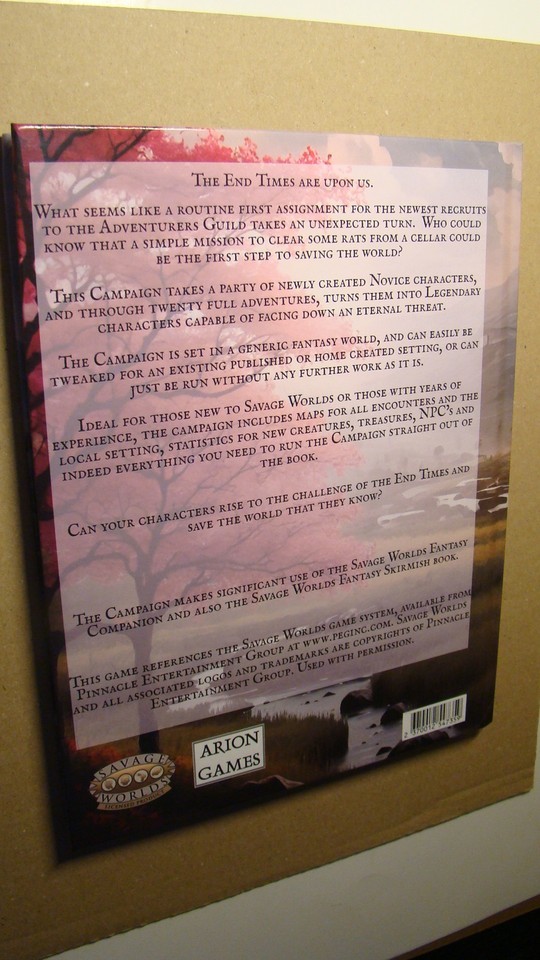 The End Times are upon us.
What seems like a routine first assignment for the newest recruits
to the Adventurers Guild takes an unexpected turn. Who could
know that a simple mission to clear some rats from a cellar could
be the first step to saving the world?
This Campaign takes a party of newly created Novice characters,
and through twenty full adventures, turns them into Legendary
characters capable of facing down an eternal threat.
The Campaign is set in a generic fantasy world, and can easily be
tweaked for an existing published or home created setting, or can
just be run without any further work as it is.
Ideal for those new to Savage Worlds or those with years of
experience, the campaign includes maps for all encounters and the
local setting, statistics for new creatures, treasures, NPC's and
indeed everything you need to run the Campaign straight out of
the book.
Can your characters rise to the challenge of the End Times and
save the world that they know?
The Campaign makes significant use of the Savage Worlds Fantasy
Companion and also the Savage Worlds Fantasy Skirmish book.
This game references the Savage Worlds game system, available from
Pinnacle Entertainment Group at www.peginc.com. Savage Worlds
and all associated logos and trademarks are copyrights of Pinnacle
Entertainment Group. Used with permission.
SAVAGE
WORLDS
ARION
GAMES